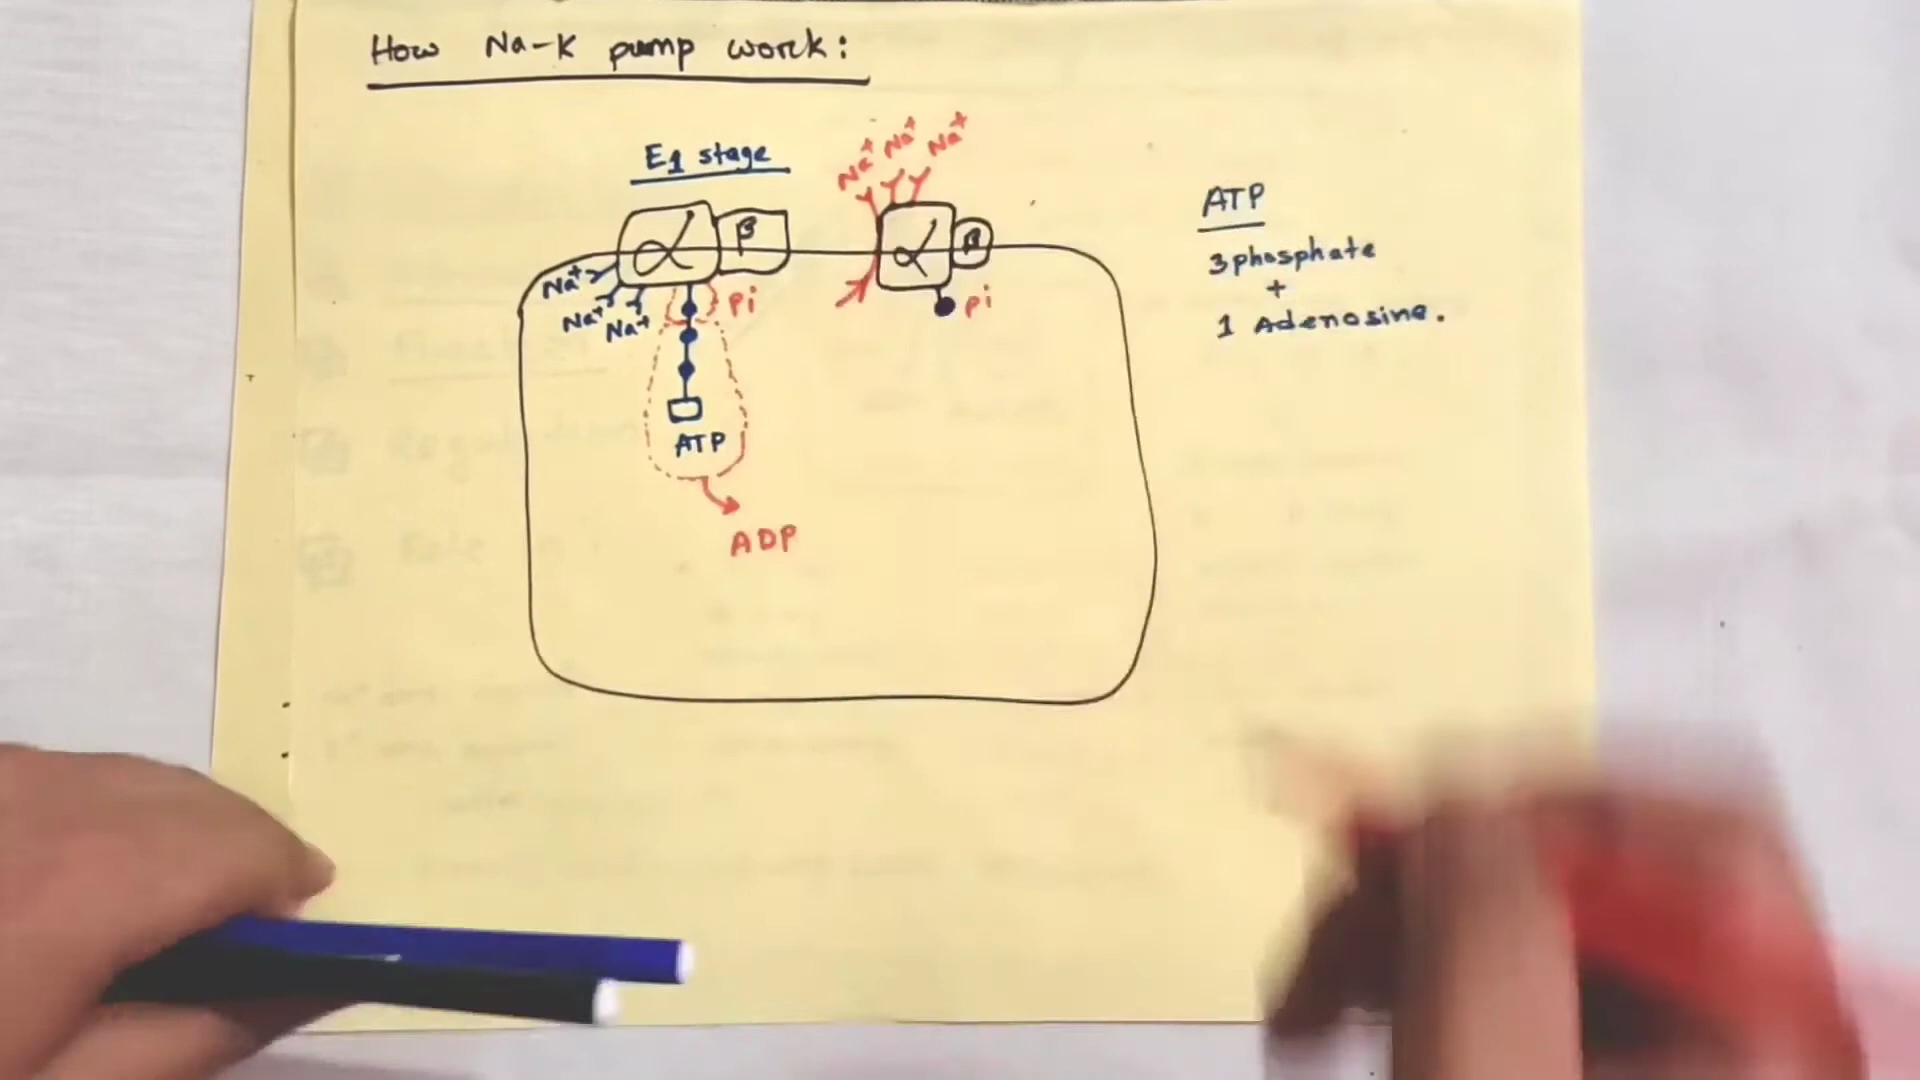 How Na-K pump work:
E1 stage
Na+ Na+ Na+
α β
α β
Na+
Na+
Na+
Pi
Pi
ATP
ADP
ATP
3 phosphate
+
1 Adenosine.